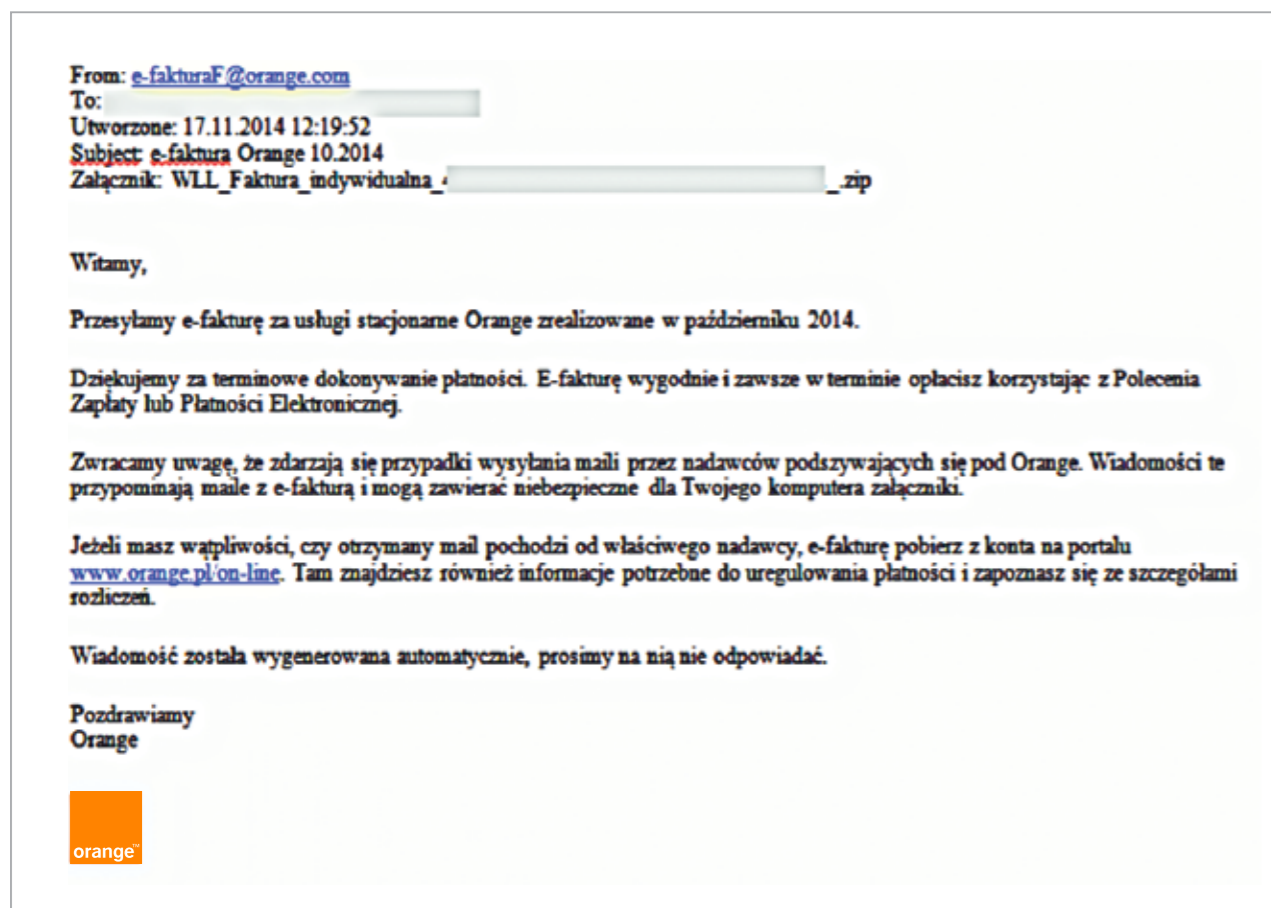 From: e-fakturaF@orange.com
To:
Utworzone: 17.11.2014 12:19:52
Subject: e-faktura Orange 10.2014
Załącznik: WLL_Faktura_indywidualna_ _.zip
Witamy,
Przesyłamy e-fakturę za usługi stacjonarne Orange zrealizowane w październiku 2014.
Dziękujemy za terminowe dokonywanie płatności. E-fakturę wygodnie i zawsze w terminie opłacisz korzystając z Polecenia
Zapłaty lub Płatności Elektronicznej.
Zwracamy uwagę, że zdarzają się przypadki wysyłania maili przez nadawców podszywających się pod Orange. Wiadomości te
przypominają maile z e-fakturą i mogą zawierać niebezpieczne dla Twojego komputera załączniki.
Jeżeli masz wątpliwości, czy otrzymany mail pochodzi od właściwego nadawcy, e-fakturę pobierz z konta na portalu
www.orange.pl/on-line. Tam znajdziesz również informacje potrzebne do uregulowania płatności i zapoznasz się ze szczegółami
rozliczeń.
Wiadomość została wygenerowana automatycznie, prosimy na nią nie odpowiadać.
Pozdrawiamy
Orange
orange™